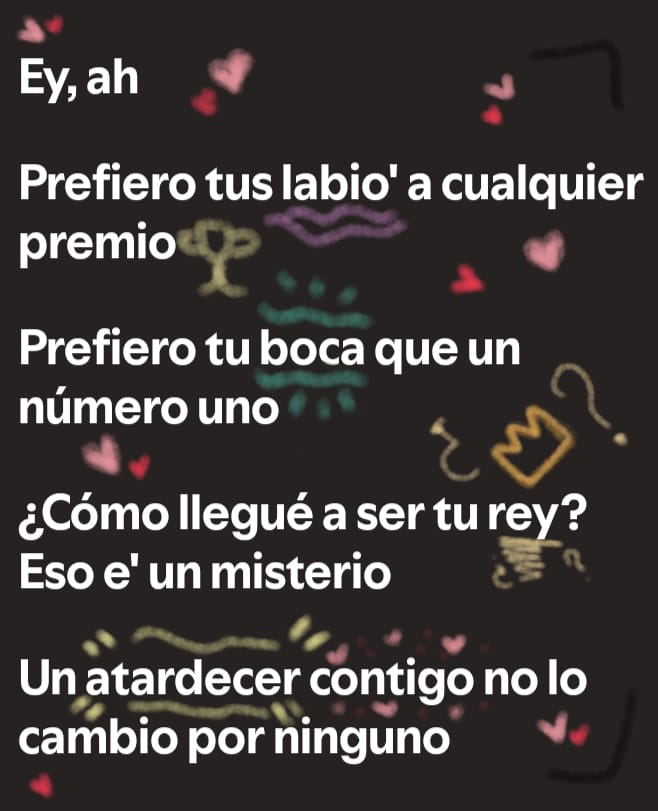 Ey, ah
Prefiero tus labio' a cualquier
premio
Prefiero tu boca que un
número uno
¿Cómo llegué a ser tu rey?
Eso e' un misterio
Un atardecer contigo no lo
cambio por ninguno